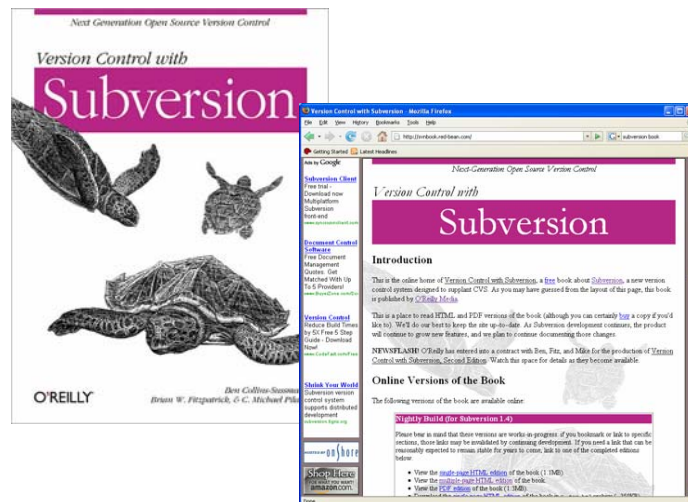 Next Generation Open Source Version Control
Version Control with
Subversion
O'REILLY
Ben Collins-Sussman,
Brian W. Fitzpatrick, & C. Michael
Version Control with Subversion - Mozilla Firefox
File Edit View History Bookmarks Tools Help
http://svnbook.red-bean.com/
subversion book
Getting Started Latest Headlines
Ads by Google
Subversion Client
Free trial -
Download now
Multiplatform
Subversion
front-end
Document Control
Software
Free Document
Management
Quotes. Get
Matched With Up
To 5 Providers!
Version Control
Reduce Build Times
by 5X Free 5 Step
Guide - Download
Now!
Shrink Your World
Subversion version
control system
supports distributed
development
subversion.tigris.org
onShore
Shop Here
FOR WHAT YOU WANT!
amazon.com.
Next-Generation Open Source Version Control
Version Control with
Subversion
Introduction
This is the online home of Version Control with Subversion, a free book about Subversion, a new version
control system designed to supplant CVS. As you may have guessed from the layout of this page, this book
is published by O'Reilly Media.
This is a place to read HTML and PDF versions of the book (although you can certainly buy a copy if you'd
like to). We'll do our best to keep the site up-to-date. As Subversion development continues, the product
will continue to grow new features, and we plan to continue documenting those changes.
NEWSFLASH! O'Reilly has entered into a contract with Ben, Fitz, and Mike for the production of Version
Control with Subversion, Second Edition. Watch this space for details as they become available.
Online Versions of the Book
The following versions of the book are available online:
Nightly Build (for Subversion 1.4)
Please bear in mind that these versions are works-in-progress: if you bookmark or link to specific
sections, those links may be invalidated by continuing development. If you need a link that can be
reasonably expected to remain stable for years to come, link to one of the completed editions
below.
View the single-page HTML edition of the book (1.1MB)
View the multiple-page HTML edition of the book.
View the PDF edition of the book
Done